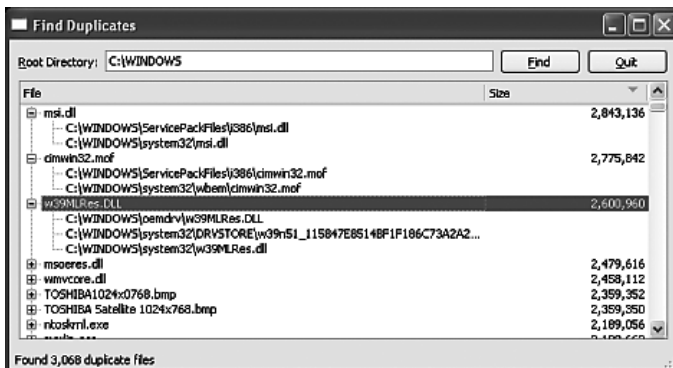 Find Duplicates
Root Directory: C:\WINDOWS Find Quit
File Size
msi.dll 2,843,136
C:\WINDOWS\ServicePackFiles\i386\msi.dll
C:\WINDOWS\system32\msi.dll
cimwin32.mof 2,775,842
C:\WINDOWS\ServicePackFiles\i386\cimwin32.mof
C:\WINDOWS\system32\wbem\cimwin32.mof
w39MLRes.DLL 2,600,960
C:\WINDOWS\oemdrv\w39MLRes.DLL
C:\WINDOWS\system32\DRVSTORE\w39n51_115847E8514BF1F186C73A2A2...
C:\WINDOWS\system32\w39MLRes.dll
msoeres.dll 2,479,616
wmvcore.dll 2,458,112
TOSHIBA1024x0768.bmp 2,359,352
TOSHIBA Satellite 1024x768.bmp 2,359,350
ntoskrnl.exe 2,189,056
Found 3,068 duplicate files